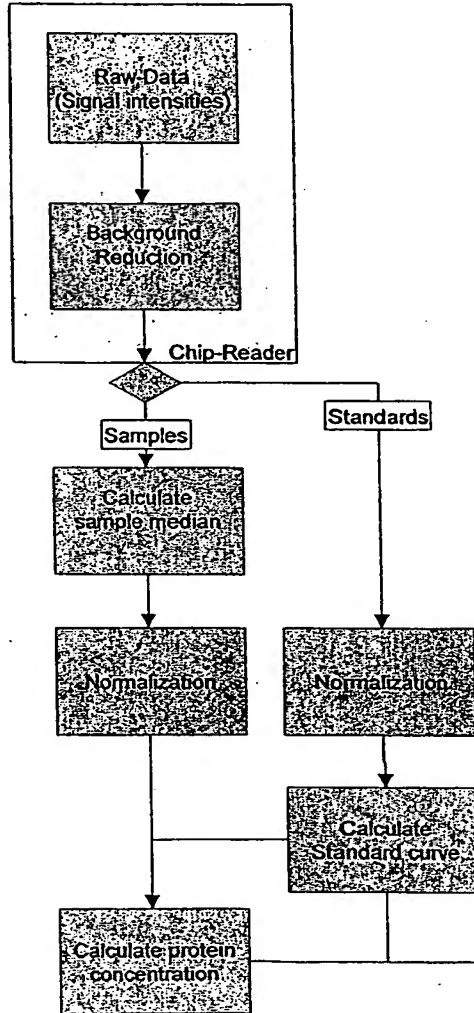 Raw-Data
(Signal intensities)
Background
Reduction
Chip-Reader
Samples
Standards
Calculate
sample median
Normalization
Normalization
Calculate
Standard curve
Calculate protein
concentration